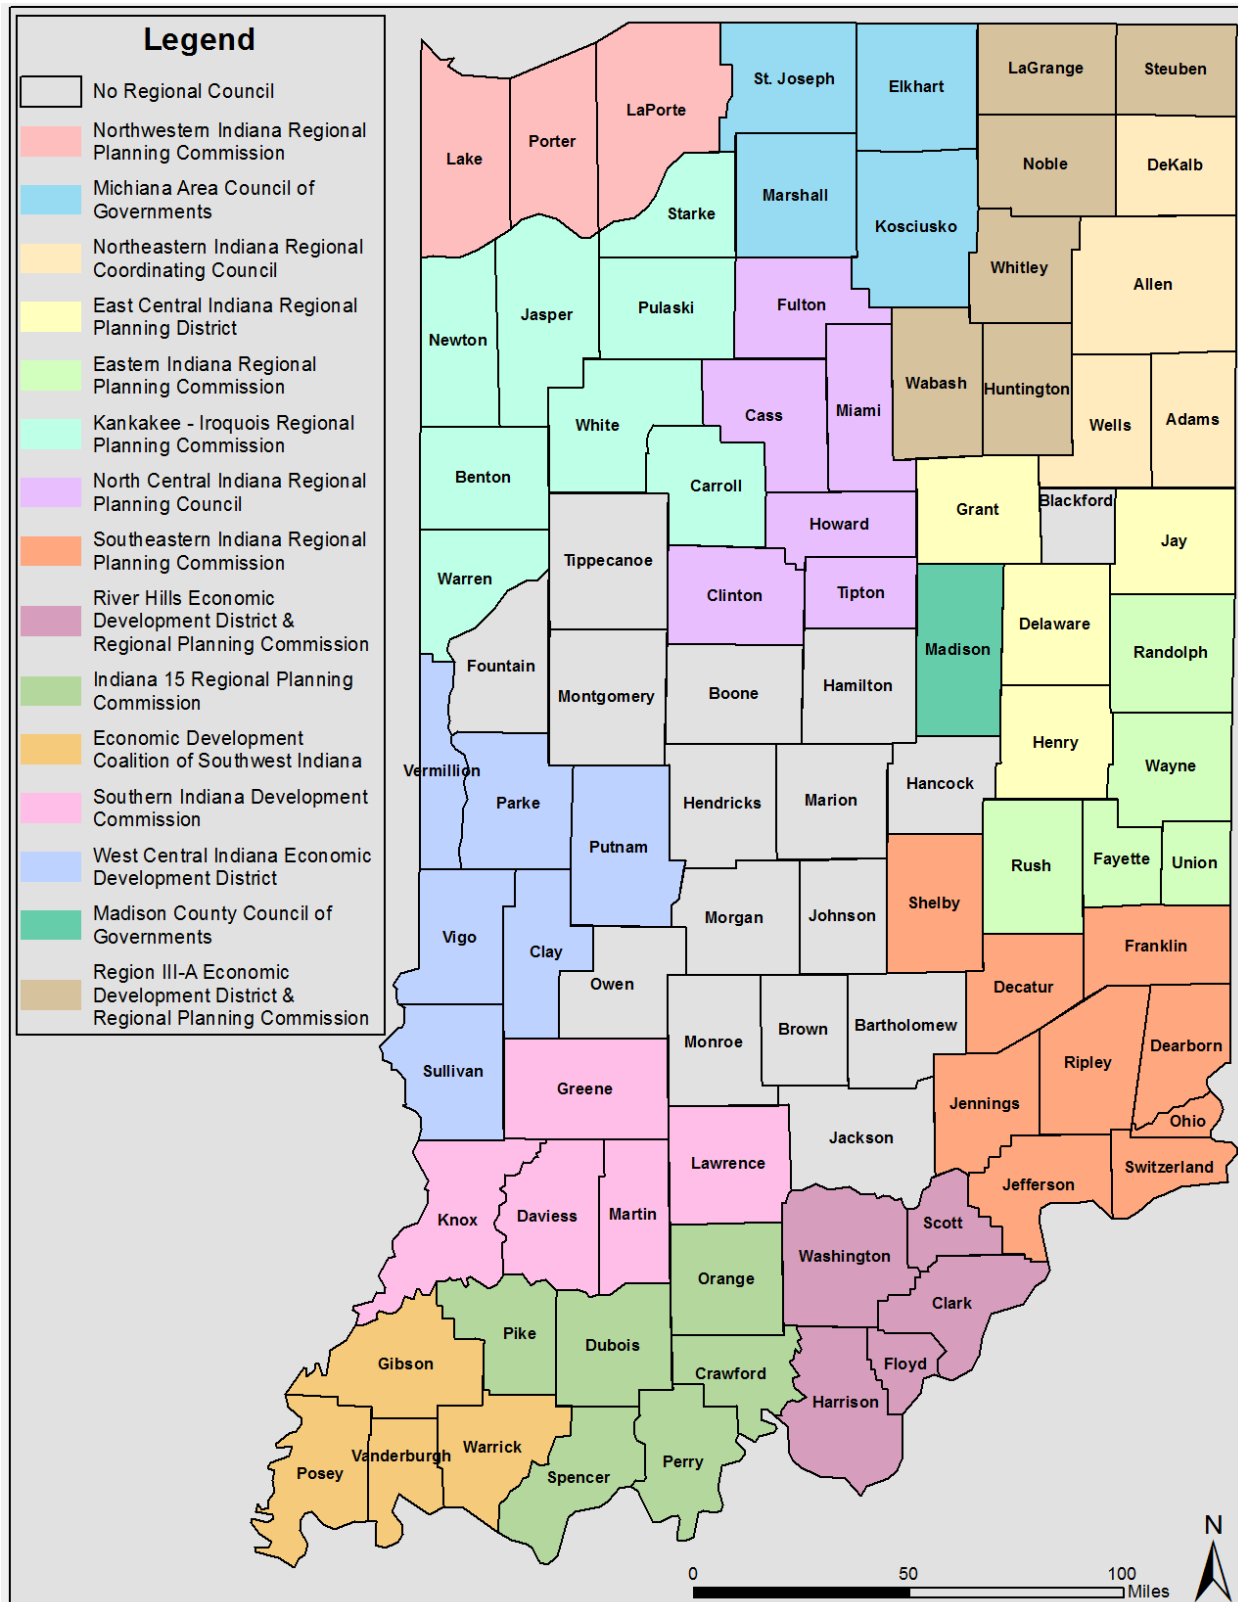 Legend
No Regional Council
Northwestern Indiana Regional
Planning Commission
Michiana Area Council of
Governments
Northeastern Indiana Regional
Coordinating Council
East Central Indiana Regional
Planning District
Eastern Indiana Regional
Planning Commission
Kankakee - Iroquois Regional
Planning Commission
North Central Indiana Regional
Planning Council
Southeastern Indiana Regional
Planning Commission
River Hills Economic
Development District &
Regional Planning Commission
Indiana 15 Regional Planning
Commission
Economic Development
Coalition of Southwest Indiana
Southern Indiana Development
Commission
West Central Indiana Economic
Development District
Madison County Council of
Governments
Region III-A Economic
Development District &
Regional Planning Commission
Lake
Porter
LaPorte
St. Joseph
Elkhart
LaGrange
Steuben
Noble
DeKalb
Starke
Marshall
Kosciusko
Whitley
Allen
Newton
Jasper
Pulaski
Fulton
Wabash
Huntington
Wells
Adams
White
Cass
Miami
Benton
Carroll
Howard
Grant
Blackford
Jay
Warren
Tippecanoe
Clinton
Tipton
Madison
Delaware
Randolph
Fountain
Montgomery
Boone
Hamilton
Henry
Wayne
Vermillion
Parke
Putnam
Hendricks
Marion
Hancock
Rush
Fayette
Union
Vigo
Clay
Owen
Morgan
Johnson
Shelby
Franklin
Decatur
Sullivan
Greene
Monroe
Brown
Bartholomew
Jennings
Ripley
Dearborn
Ohio
Switzerland
Jefferson
Jackson
Lawrence
Knox
Daviess
Martin
Orange
Washington
Scott
Clark
Floyd
Harrison
Crawford
Dubois
Pike
Gibson
Posey
Vanderburgh
Warrick
Spencer
Perry
N
0 50 100
Miles